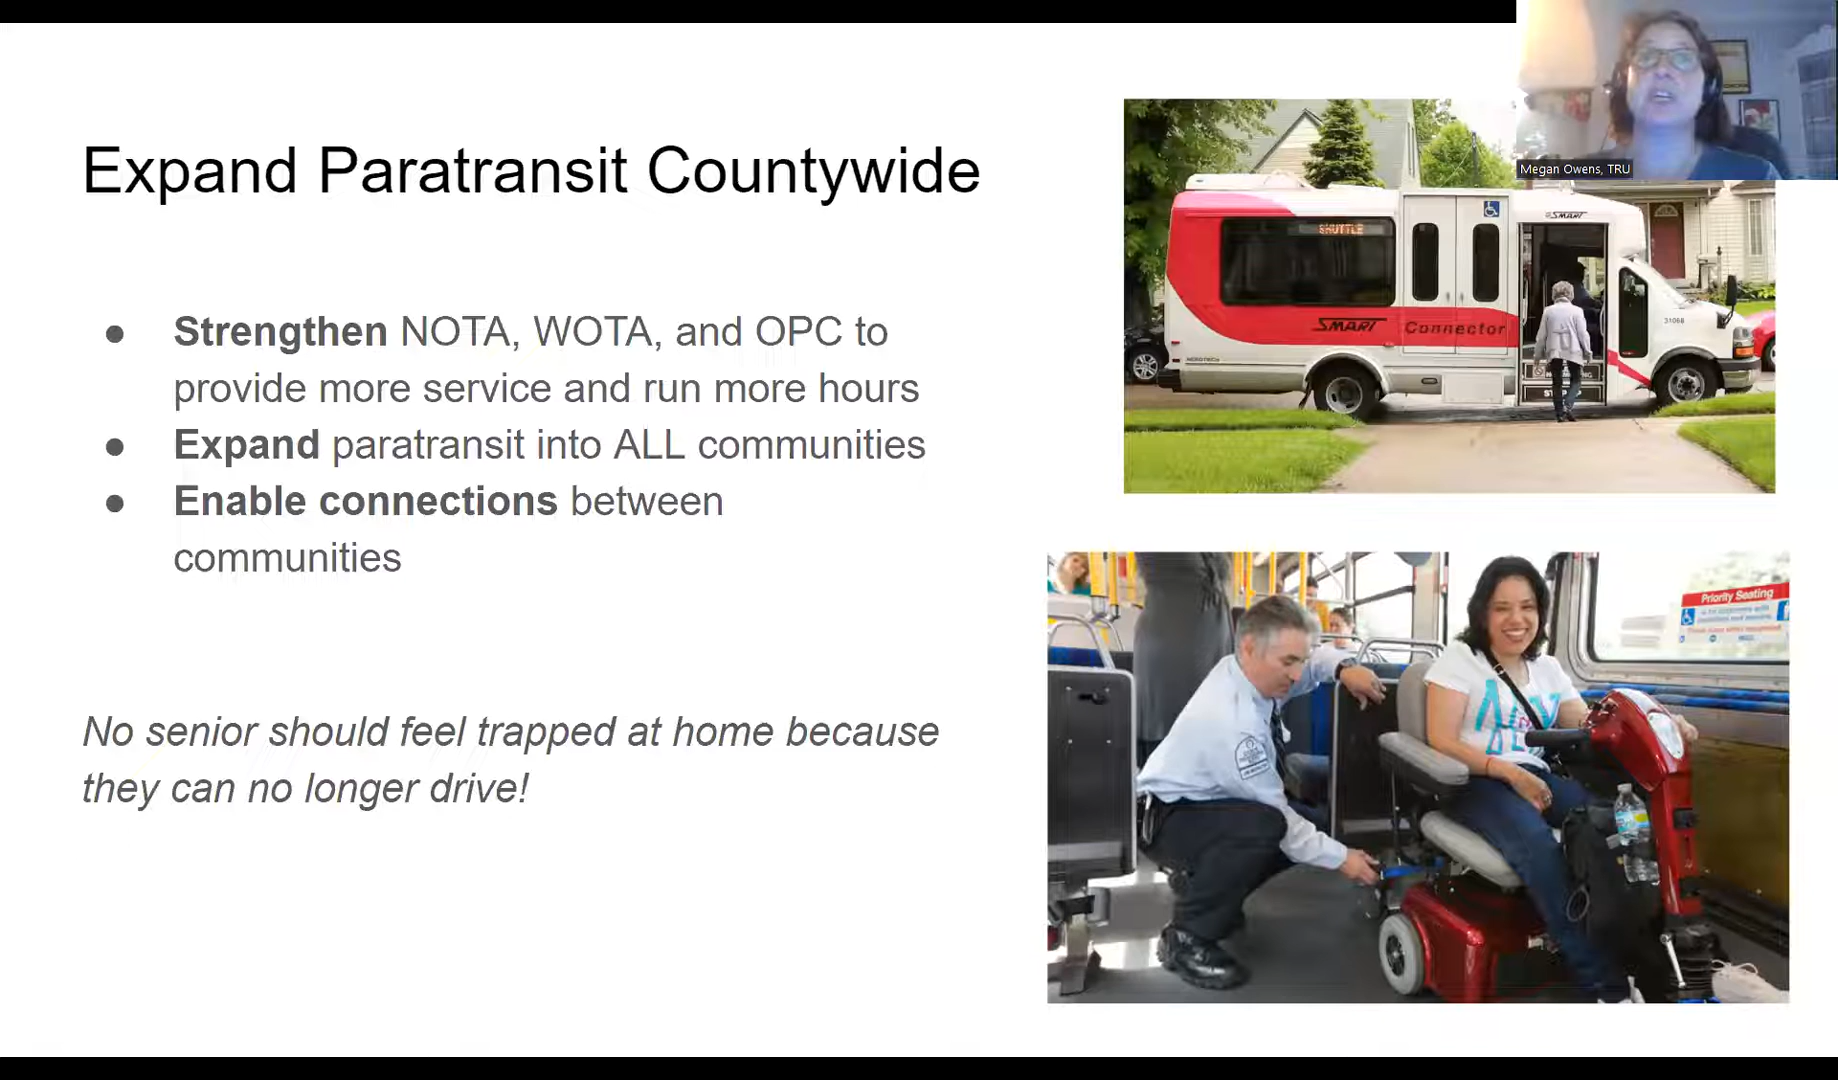 Megan Owens, TRU
Expand Paratransit Countywide
● Strengthen NOTA, WOTA, and OPC to
provide more service and run more hours
● Expand paratransit into ALL communities
● Enable connections between
communities
No senior should feel trapped at home because
they can no longer drive!
SHUTTLE
SMART
SMART Connector
31068
Priority Seating